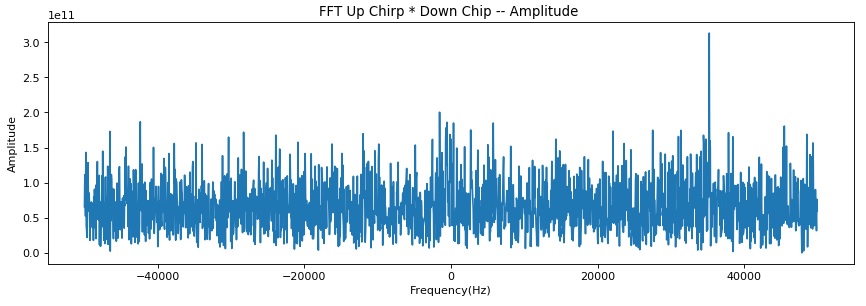 FFT Up Chirp * Down Chip -- Amplitude
1e11
3.0
2.5
2.0
1.5
1.0
0.5
0.0
Amplitude
−40000 −20000 0 20000 40000
Frequency(Hz)